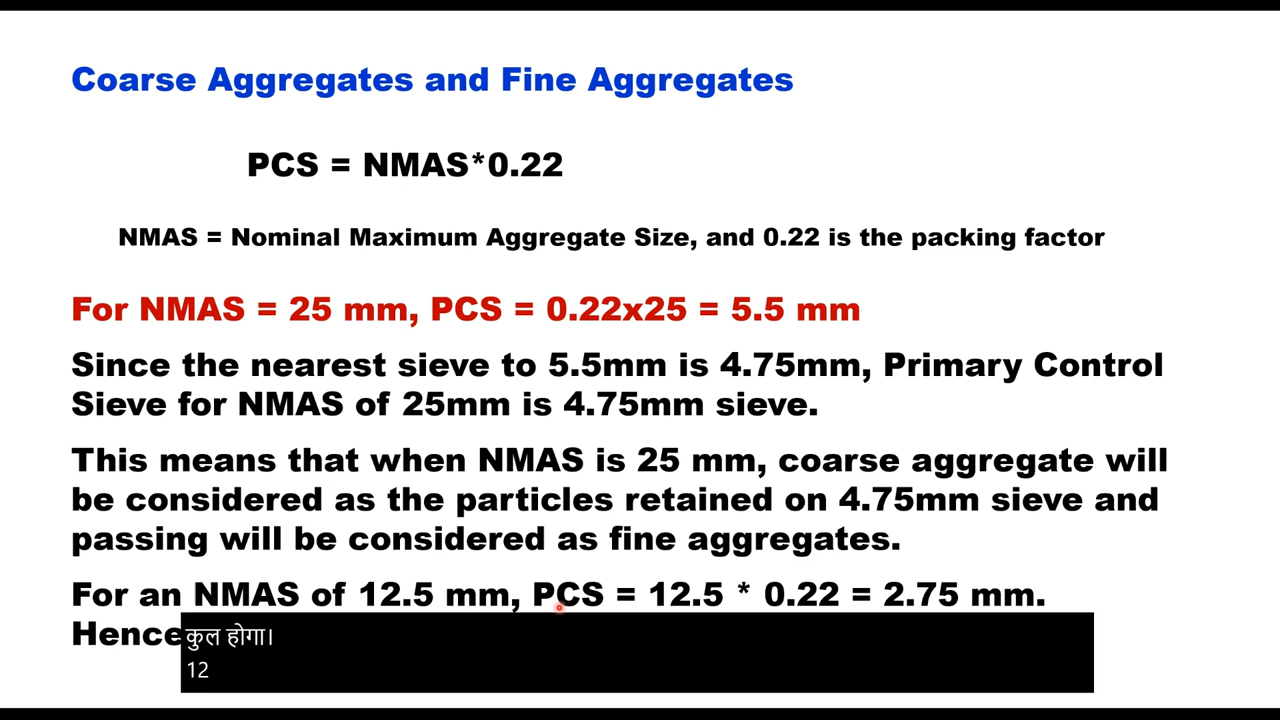 Coarse Aggregates and Fine Aggregates
PCS = NMAS*0.22
NMAS = Nominal Maximum Aggregate Size, and 0.22 is the packing factor
For NMAS = 25 mm, PCS = 0.22x25 = 5.5 mm
Since the nearest sieve to 5.5mm is 4.75mm, Primary Control
Sieve for NMAS of 25mm is 4.75mm sieve.
This means that when NMAS is 25 mm, coarse aggregate will
be considered as the particles retained on 4.75mm sieve and
passing will be considered as fine aggregates.
For an NMAS of 12.5 mm, PCS = 12.5 * 0.22 = 2.75 mm.
Hence
कुल होगा।
12